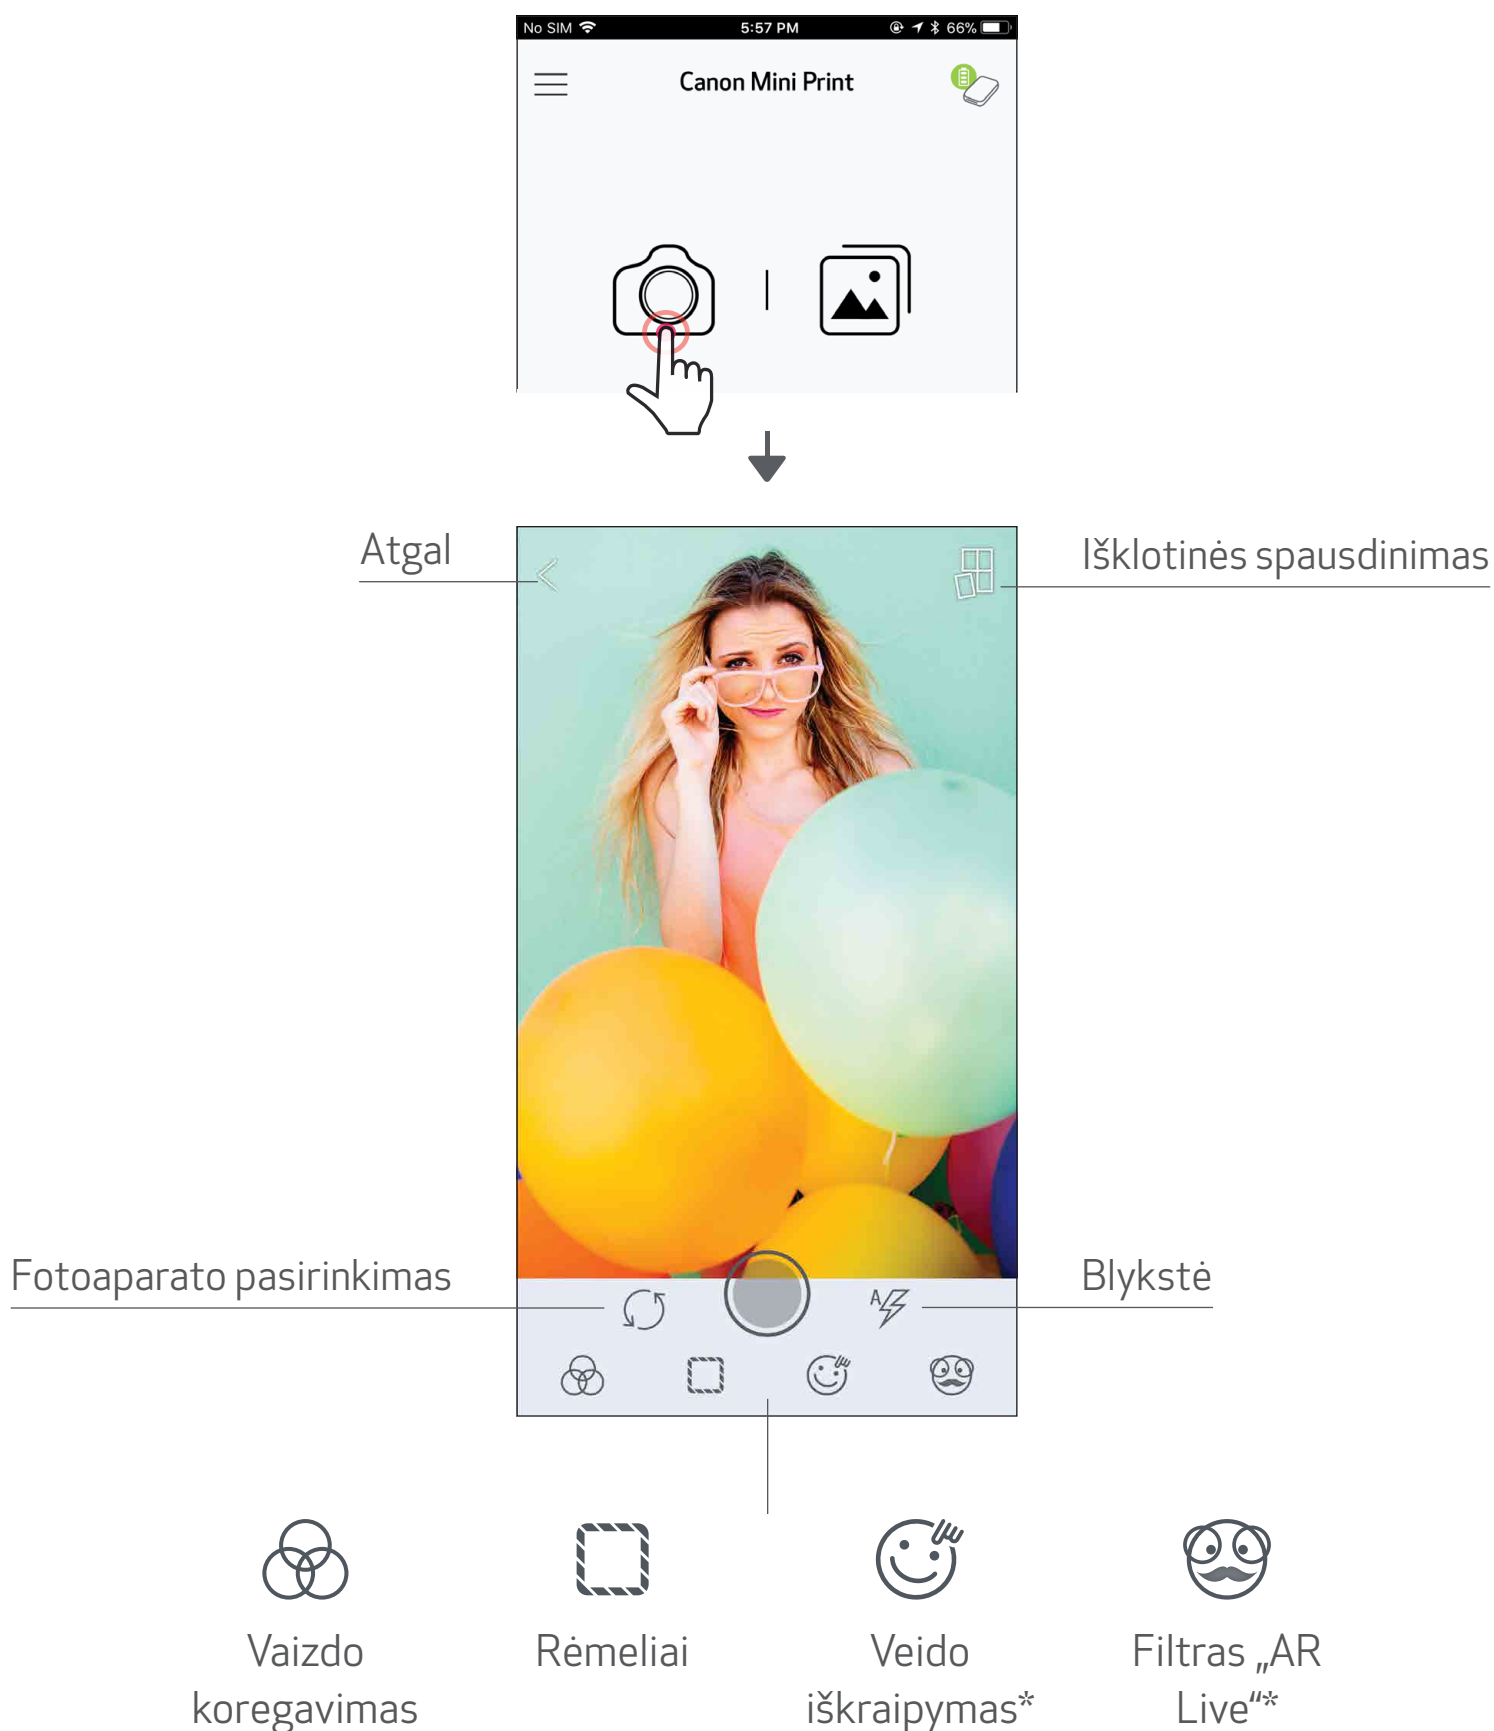 No SIM 5:57 PM 66%
Canon Mini Print
Atgal
Išklotinės spausdinimas
Fotoaparato pasirinkimas
Blykstė
A
Vaizdo
koregavimas
Rėmeliai
Veido
iškraipymas*
Filtras „AR
Live“*